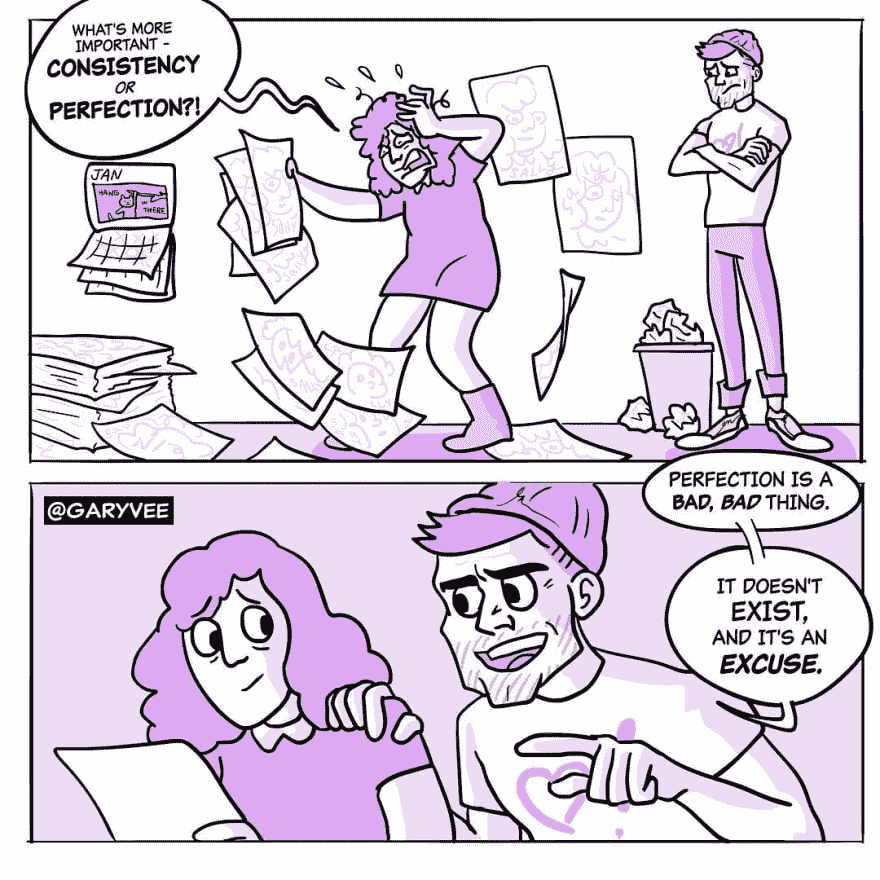 WHAT'S MORE
IMPORTANT -
CONSISTENCY
OR
PERFECTION?!
JAN
HANG
IN
THERE
SALLY
@GARYVEE
PERFECTION IS A
BAD, BAD THING.
IT DOESN'T
EXIST,
AND IT'S AN
EXCUSE.